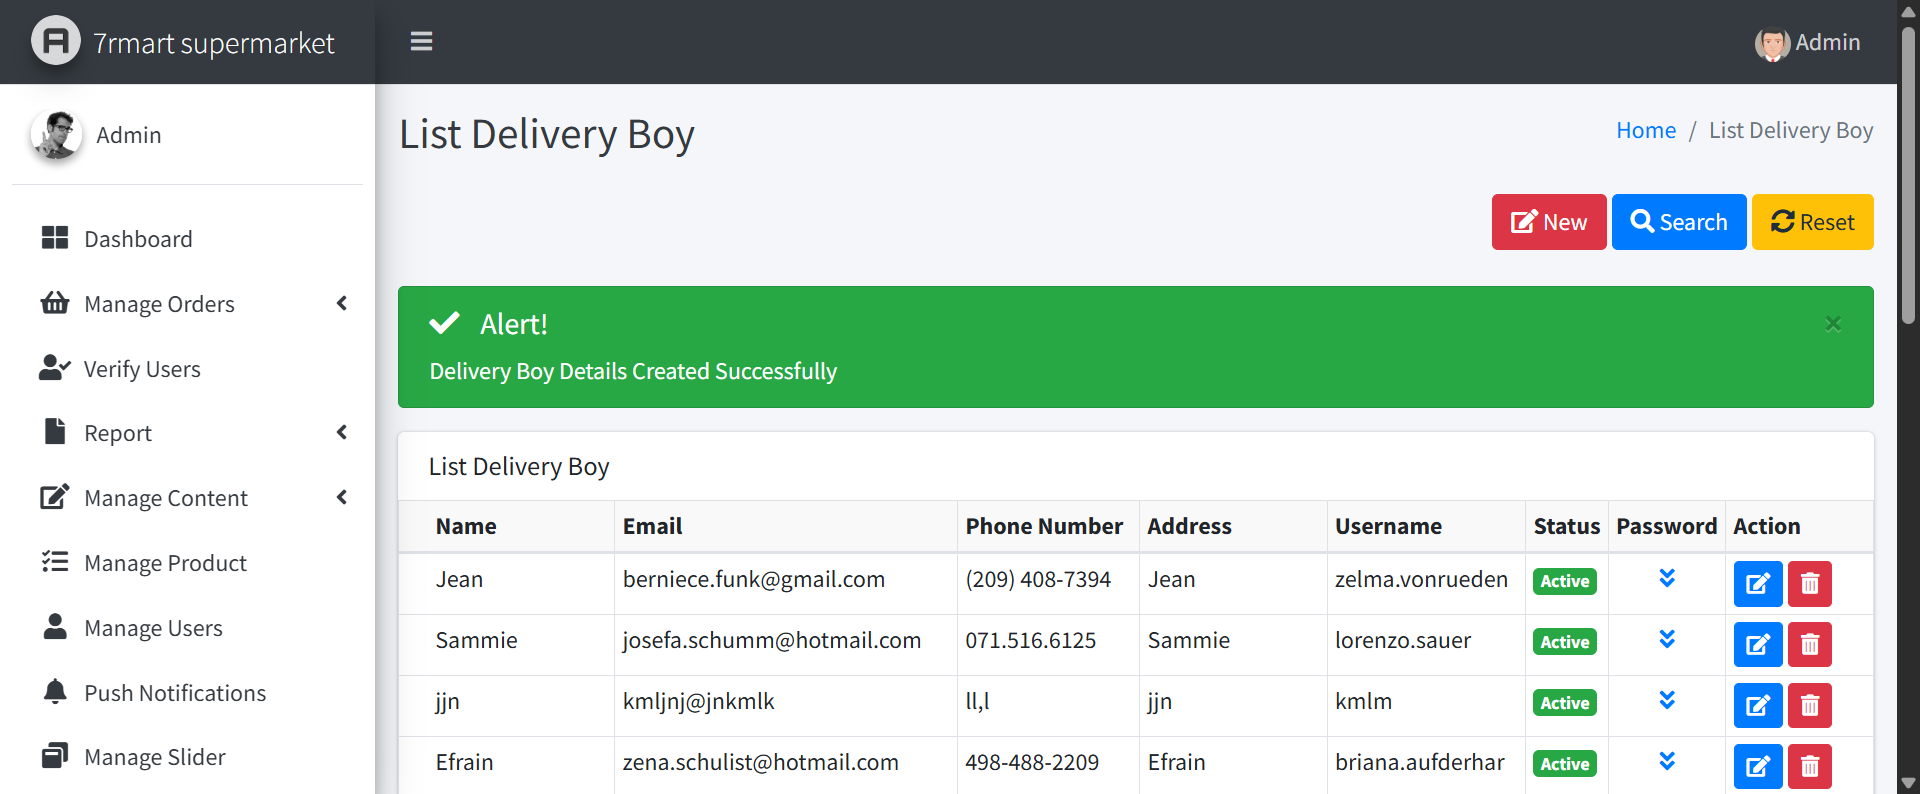 7rmart supermarket
Admin
Admin
Dashboard
Manage Orders
Verify Users
Report
Manage Content
Manage Product
Manage Users
Push Notifications
Manage Slider
List Delivery Boy
Home / List Delivery Boy
New Search Reset
Alert!
×
Delivery Boy Details Created Successfully
List Delivery Boy
Name Email Phone Number Address Username Status Password Action
Jean berniece.funk@gmail.com (209) 408-7394 Jean zelma.vonrueden Active
Sammie josefa.schumm@hotmail.com 071.516.6125 Sammie lorenzo.sauer Active
jjn kmljnj@jnkmlk ll,l jjn kmlm Active
Efrain zena.schulist@hotmail.com 498-488-2209 Efrain briana.aufderhar Active